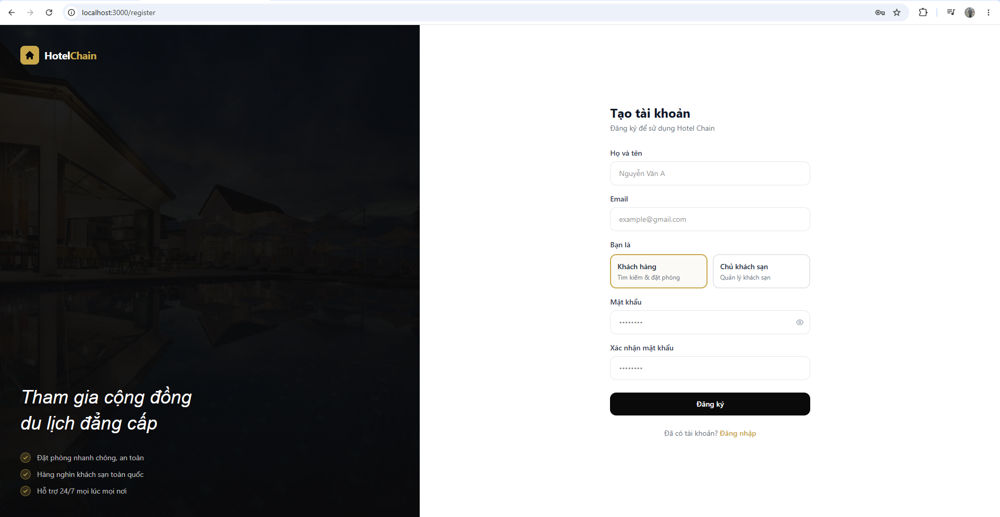 localhost:3000/register
HotelChain
Tham gia cộng đồng
du lịch đẳng cấp
Đặt phòng nhanh chóng, an toàn
Hàng nghìn khách sạn toàn quốc
Hỗ trợ 24/7 mọi lúc mọi nơi
Tạo tài khoản
Đăng ký để sử dụng Hotel Chain
Họ và tên
Nguyễn Văn A
Email
example@gmail.com
Bạn là
Khách hàng
Tìm kiếm & đặt phòng
Chủ khách sạn
Quản lý khách sạn
Mật khẩu
••••••••
Xác nhận mật khẩu
••••••••
Đăng ký
Đã có tài khoản? Đăng nhập